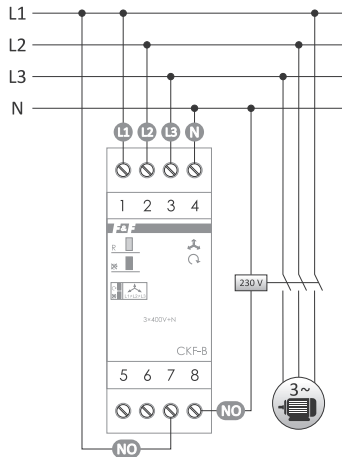 L1
L2
L3
N
L1 L2 L3 N
1 2 3 4
F&F
R
230 V
3×400V+N
CKF-B
5 6 7 8
3~
NO
NO